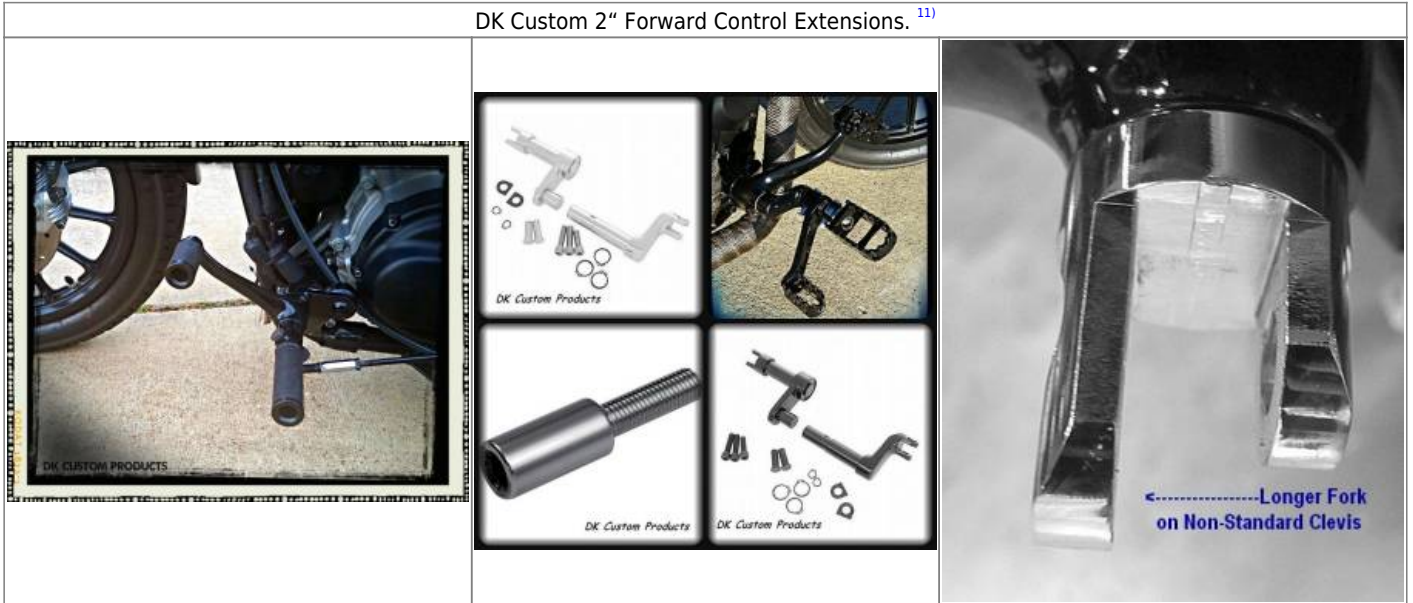 DK Custom 2“ Forward Control Extensions. 11)
DK CUSTOM PRODUCTS
DK Custom Products
DK Custom Products
DK Custom Products
<----------------Longer Fork
on Non-Standard Clevis